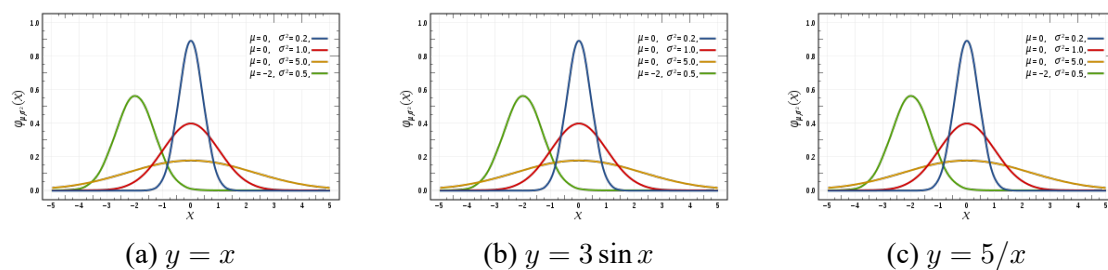 1.0
0.8
0.6
0.4
0.2
0.0
φμ,σ²(x)
μ=0, σ²=0.2,
μ=0, σ²=1.0,
μ=0, σ²=5.0,
μ=−2, σ²=0.5,
−5 −4 −3 −2 −1 0 1 2 3 4 5
x
(a) y = x
1.0
0.8
0.6
0.4
0.2
0.0
φμ,σ²(x)
μ=0, σ²=0.2,
μ=0, σ²=1.0,
μ=0, σ²=5.0,
μ=−2, σ²=0.5,
−5 −4 −3 −2 −1 0 1 2 3 4 5
x
(b) y = 3 sin x
1.0
0.8
0.6
0.4
0.2
0.0
φμ,σ²(x)
μ=0, σ²=0.2,
μ=0, σ²=1.0,
μ=0, σ²=5.0,
μ=−2, σ²=0.5,
−5 −4 −3 −2 −1 0 1 2 3 4 5
x
(c) y = 5/x